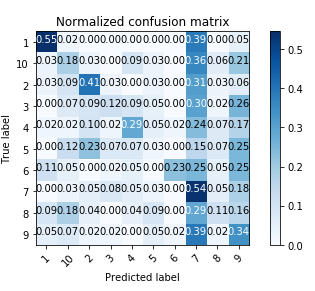 Normalized confusion matrix
1 0.55 0.02 0.00 0.00 0.00 0.00 0.00 0.39 0.00 0.05
10 0.03 0.18 0.03 0.00 0.09 0.03 0.00 0.36 0.06 0.21
2 0.03 0.09 0.41 0.03 0.00 0.03 0.00 0.31 0.03 0.06
3 0.00 0.07 0.09 0.12 0.09 0.05 0.00 0.30 0.02 0.26
4 0.02 0.02 0.10 0.02 0.29 0.05 0.02 0.24 0.07 0.17
5 0.00 0.12 0.23 0.07 0.07 0.03 0.00 0.15 0.07 0.25
6 0.11 0.05 0.00 0.02 0.05 0.00 0.23 0.25 0.05 0.25
7 0.00 0.03 0.05 0.08 0.05 0.03 0.00 0.54 0.05 0.18
8 0.09 0.18 0.04 0.00 0.04 0.00 0.29 0.11 0.16
9 0.05 0.07 0.02 0.02 0.00 0.05 0.02 0.39 0.02 0.34
1 10 2 3 4 5 6 7 8 9
True label
Predicted label
0.5
0.4
0.3
0.2
0.1
0.0